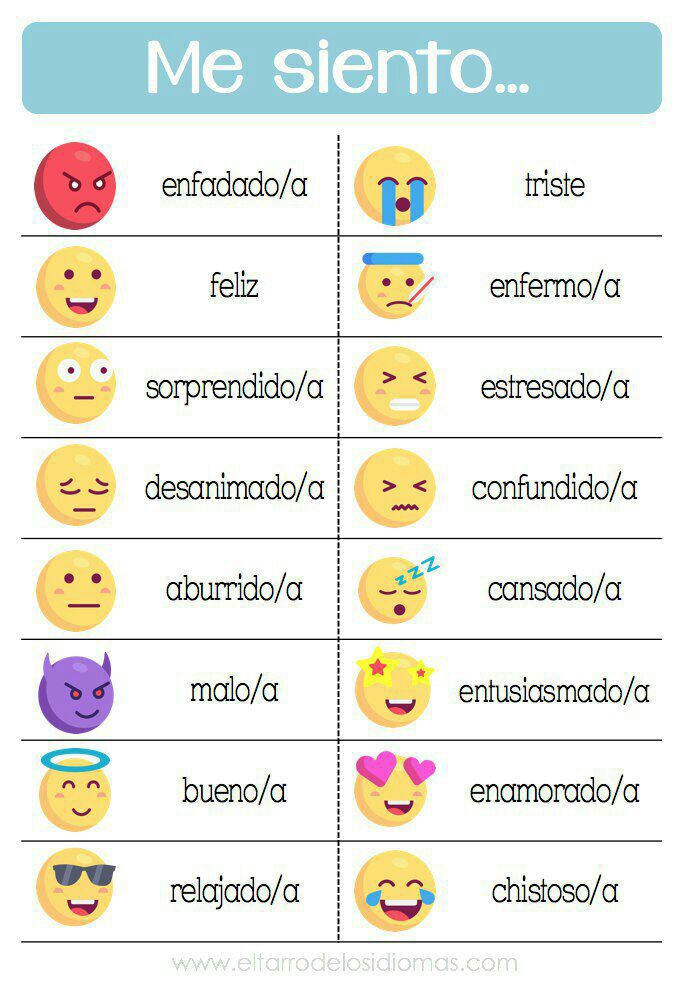 Me siento...
enfadado/a
triste
feliz
enfermo/a
sorprendido/a
estresado/a
desanimado/a
confundido/a
aburrido/a
zzz
cansado/a
malo/a
entusiasmado/a
bueno/a
enamorado/a
relajado/a
chistoso/a
www.eltarrodelosidiomas.com